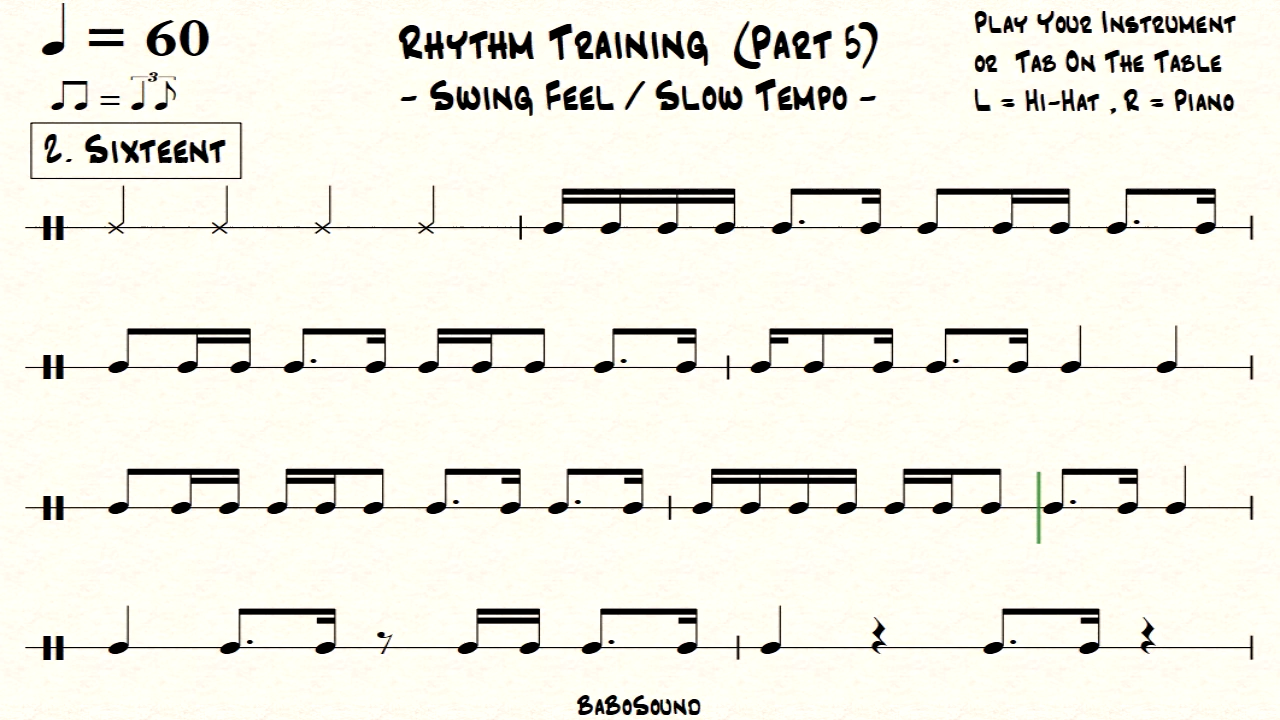 = 60
Rhythm Training (Part 5)
Play Your Instrument
or Tab On The Table
L = Hi-Hat , R = Piano
= 3
- Swing Feel / Slow Tempo -
2. Sixteent
BaBoSound